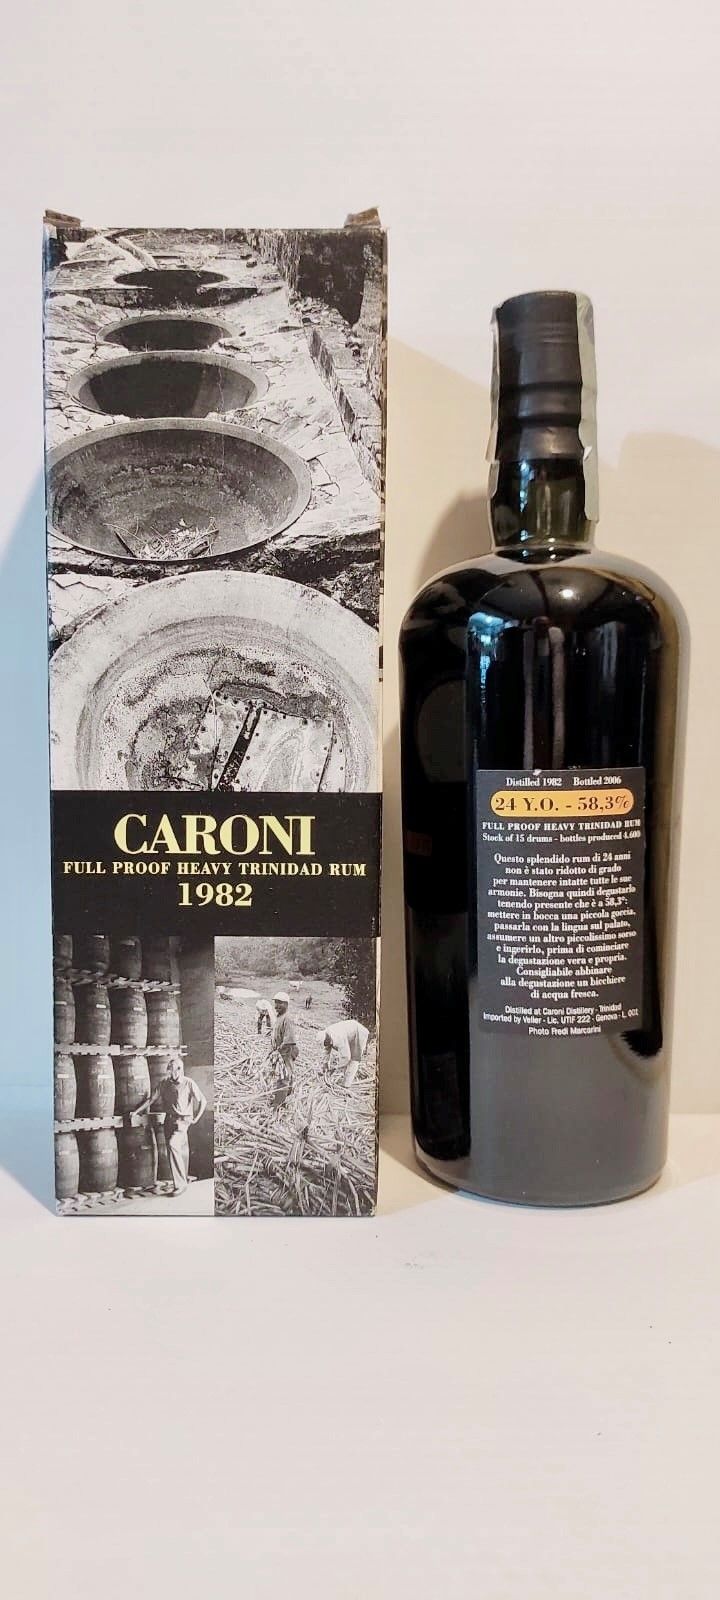 CARONI
FULL PROOF HEAVY TRINIDAD RUM
1982
Distilled 1982 Bottled 2006
24 Y.O. - 58,3%
FULL PROOF HEAVY TRINIDAD RUM
Stock of 15 drums - bottles produced 4.600
Questo splendido rum di 24 anni
non è stato ridotto di grado
per mantenere intatte tutte le sue
armonie. Bisogna quindi degustarlo
tenendo presente che è a 58,3°:
mettere in bocca una piccola goccia,
passarla con la lingua sul palato,
assumere un altro piccolissimo sorso
e ingerirlo, prima di cominciare
la degustazione vera e propria.
Consigliabile abbinare
alla degustazione un bicchiere
di acqua fresca.
Distilled at Caroni Distillery - Trinidad
Imported by Velier - Lic. UTIF 222 - Genova - L 001
Photo Fredi Marcarini